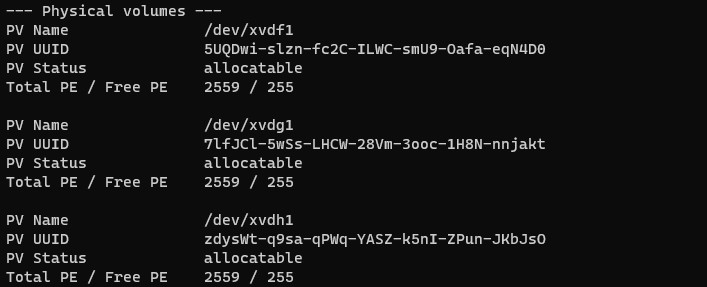 --- Physical volumes ---
PV Name               /dev/xvdf1
PV UUID               5UQDwi-slzn-fc2C-ILWC-smU9-Oafa-eqN4D0
PV Status             allocatable
Total PE / Free PE    2559 / 255

PV Name               /dev/xvdg1
PV UUID               7lfJCl-5wSs-LHCW-28Vm-3ooc-1H8N-nnjakt
PV Status             allocatable
Total PE / Free PE    2559 / 255

PV Name               /dev/xvdh1
PV UUID               zdysWt-q9sa-qPWq-YASZ-k5nI-ZPun-JKbJsO
PV Status             allocatable
Total PE / Free PE    2559 / 255